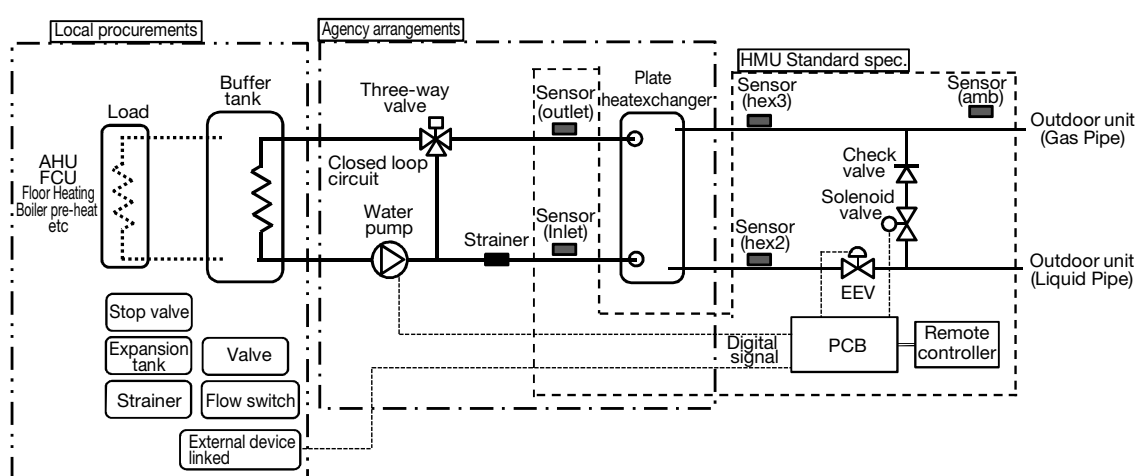 Local procurements
Agency arrangements
HMU Standard spec.
Buffer
tank
Load
AHU
FCU
Floor Heating
Boiler pre-heat
etc
Three-way
valve
Closed loop
circuit
Water
pump
Strainer
Sensor
(outlet)
Sensor
(Inlet)
Plate
heatexchanger
Sensor
(hex3)
Sensor
(amb)
Outdoor unit
(Gas Pipe)
Check
valve
Solenoid
valve
Sensor
(hex2)
EEV
Outdoor unit
(Liquid Pipe)
Digital
signal
PCB
Remote
controller
Stop valve
Expansion
tank
Valve
Strainer
Flow switch
External device
linked